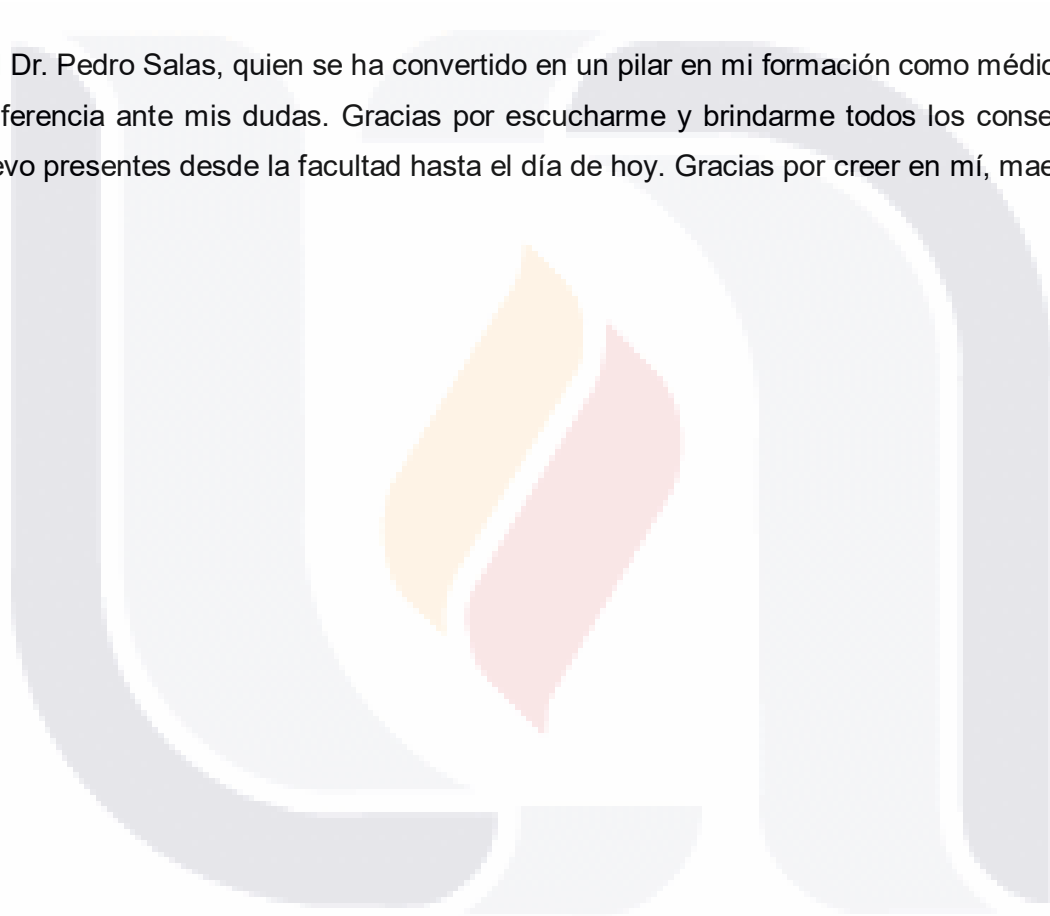 Dr. Pedro Salas, quien se ha convertido en un pilar en mi formación como médic
ferencia ante mis dudas. Gracias por escucharme y brindarme todos los conse
evo presentes desde la facultad hasta el día de hoy. Gracias por creer en mí, mae